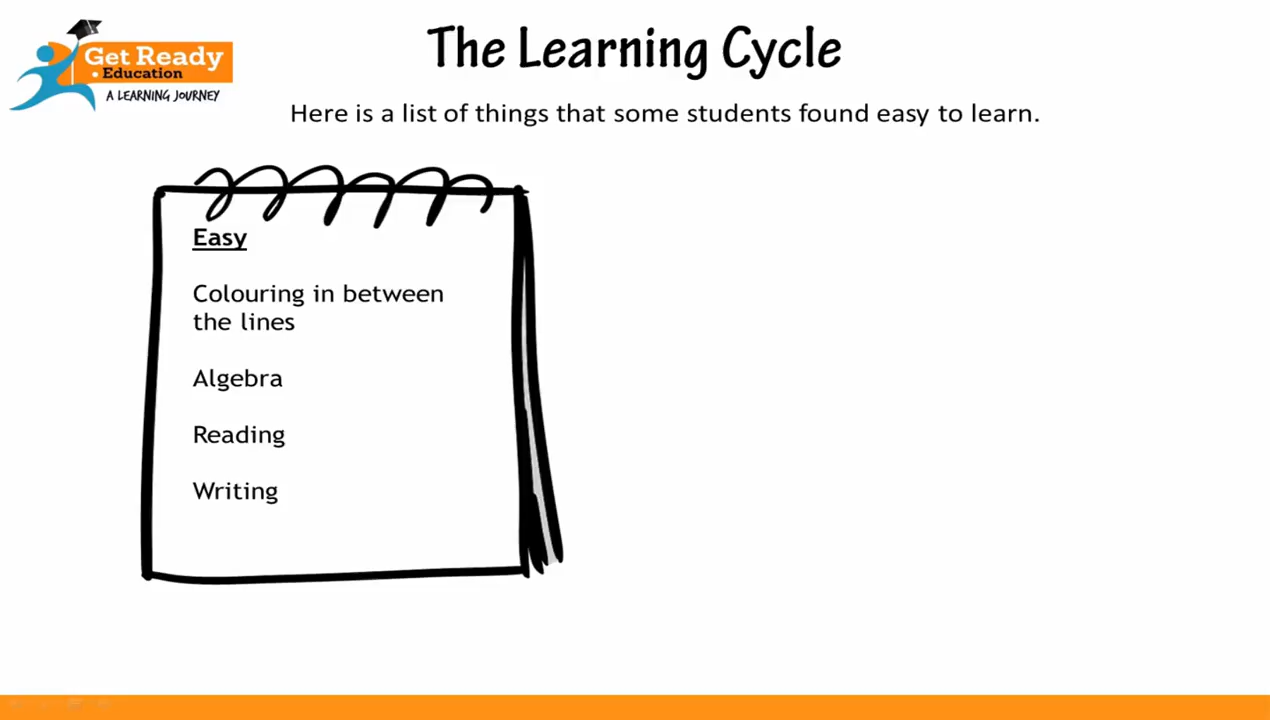 Get Ready
• Education
A LEARNING JOURNEY
The Learning Cycle
Here is a list of things that some students found easy to learn.
Easy
Colouring in between
the lines
Algebra
Reading
Writing